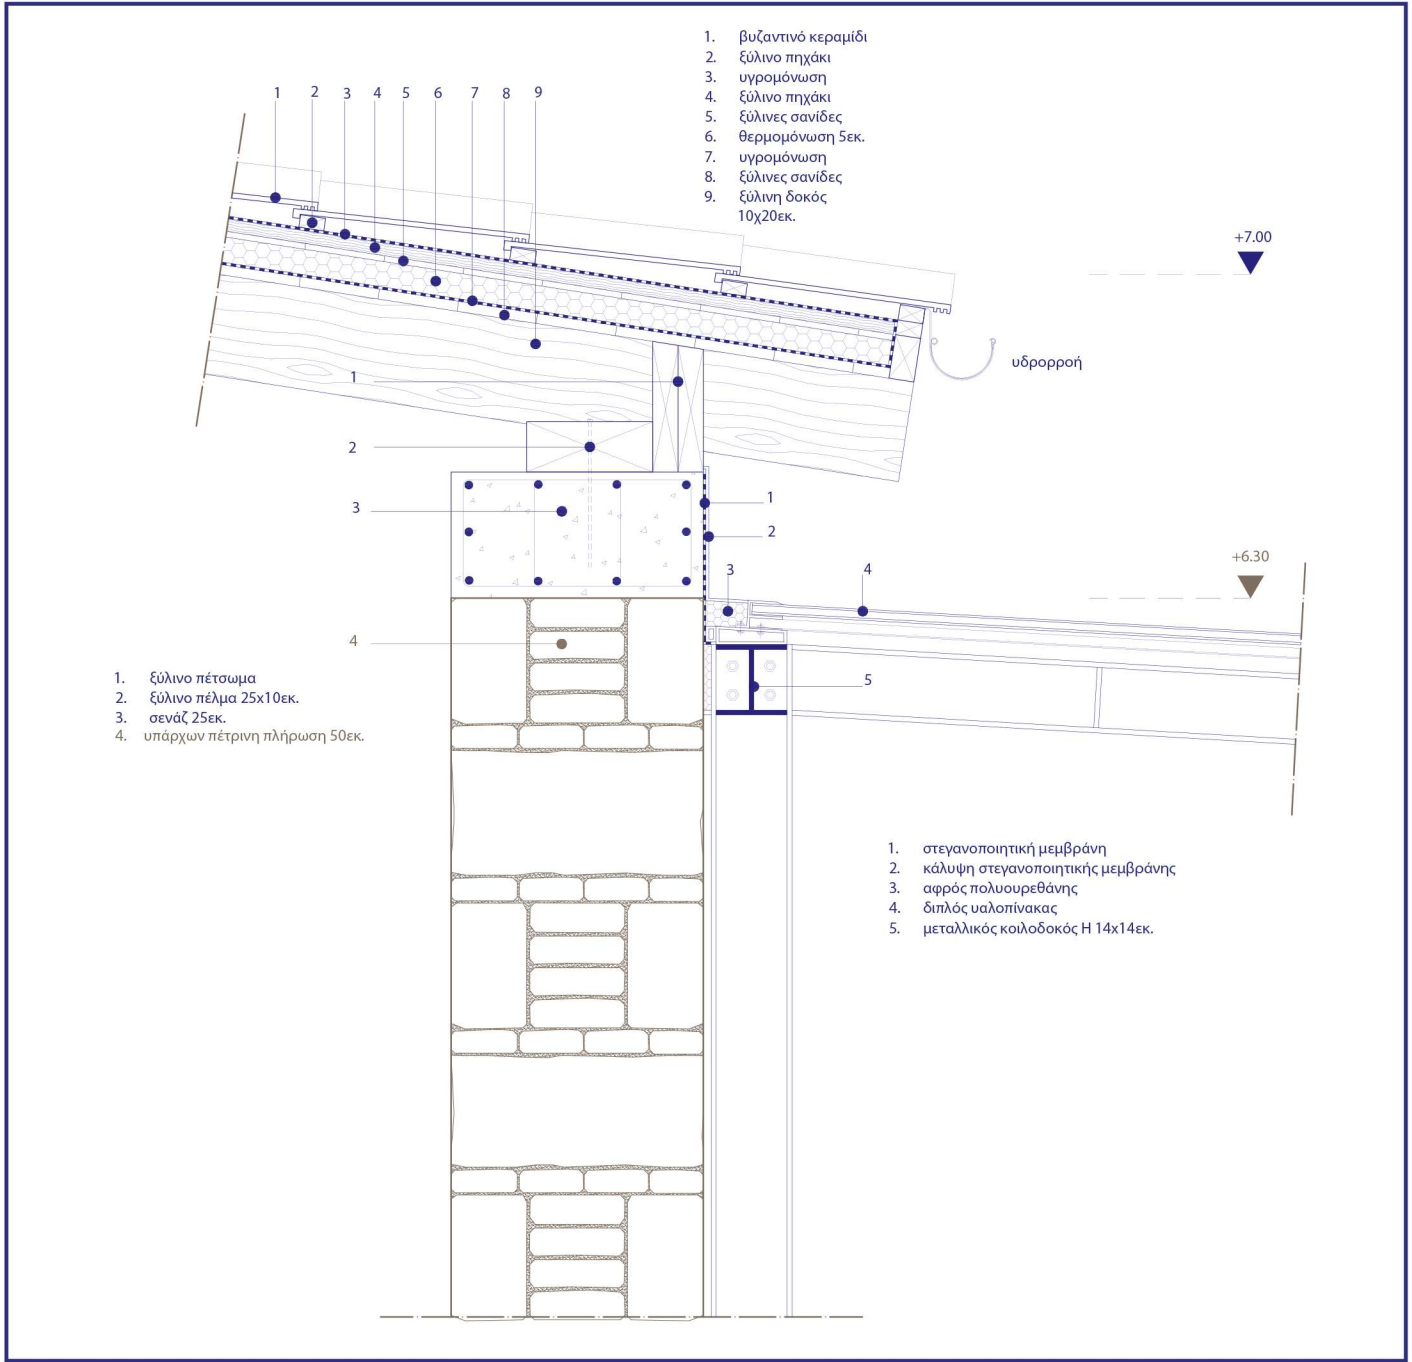 1. βυζαντινό κεραμίδι
2. ξύλινο πηχάκι
3. υγρομόνωση
4. ξύλινο πηχάκι
5. ξύλινες σανίδες
6. θερμομόνωση 5εκ.
7. υγρομόνωση
8. ξύλινες σανίδες
9. ξύλινη δοκός
10χ20εκ.
1 2 3 4 5 6 7 8 9
+7.00
υδρορροή
1
2
3
4
1
2
3 4
5
+6.30
1. ξύλινο πέτσωμα
2. ξύλινο πέλμα 25x10εκ.
3. σενάζ 25εκ.
4. υπάρχων πέτρινη πλήρωση 50εκ.
1. στεγανοποιητική μεμβράνη
2. κάλυψη στεγανοποιητικής μεμβράνης
3. αφρός πολυουρεθάνης
4. διπλός υαλοπίνακας
5. μεταλλικός κοιλοδοκός Η 14x14εκ.